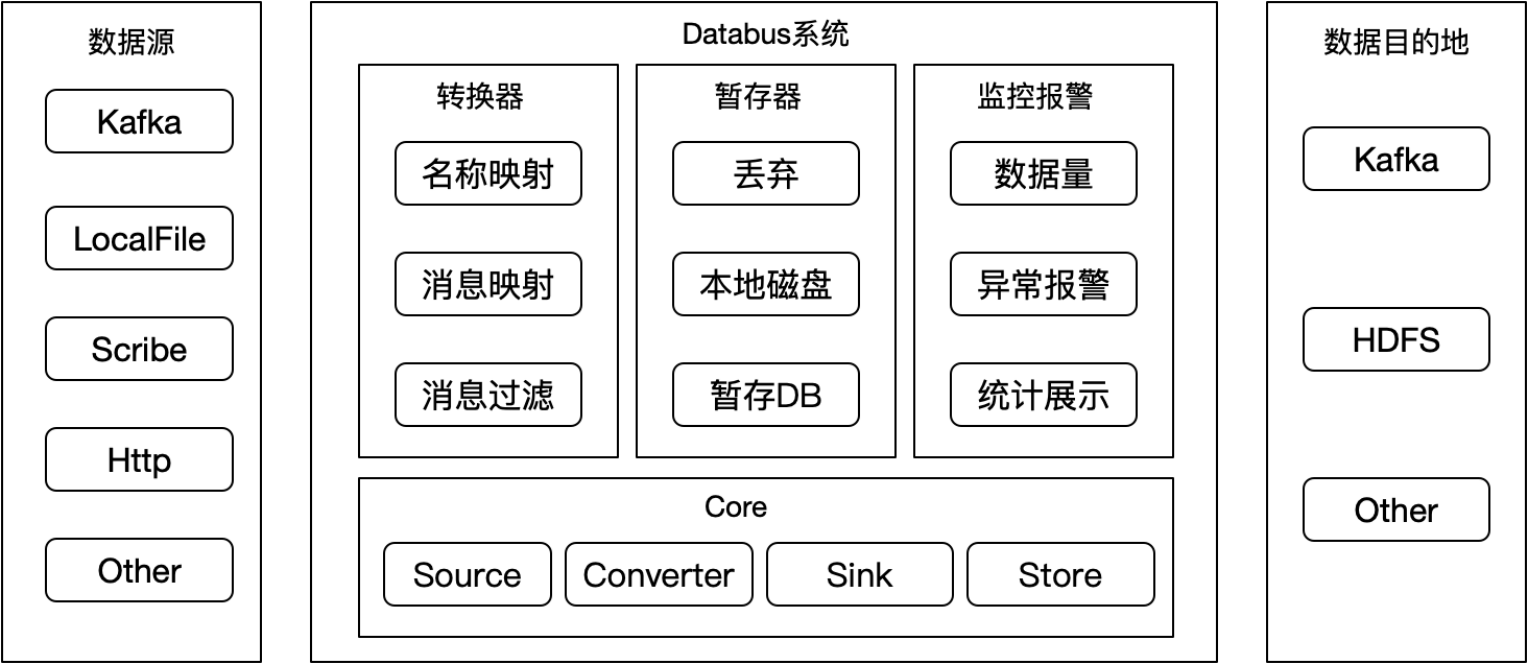 数据源
Kafka
LocalFile
Scribe
Http
Other
Databus系统
转换器
名称映射
消息映射
消息过滤
暂存器
丢弃
本地磁盘
暂存DB
监控报警
数据量
异常报警
统计展示
Core
Source
Converter
Sink
Store
数据目的地
Kafka
HDFS
Other